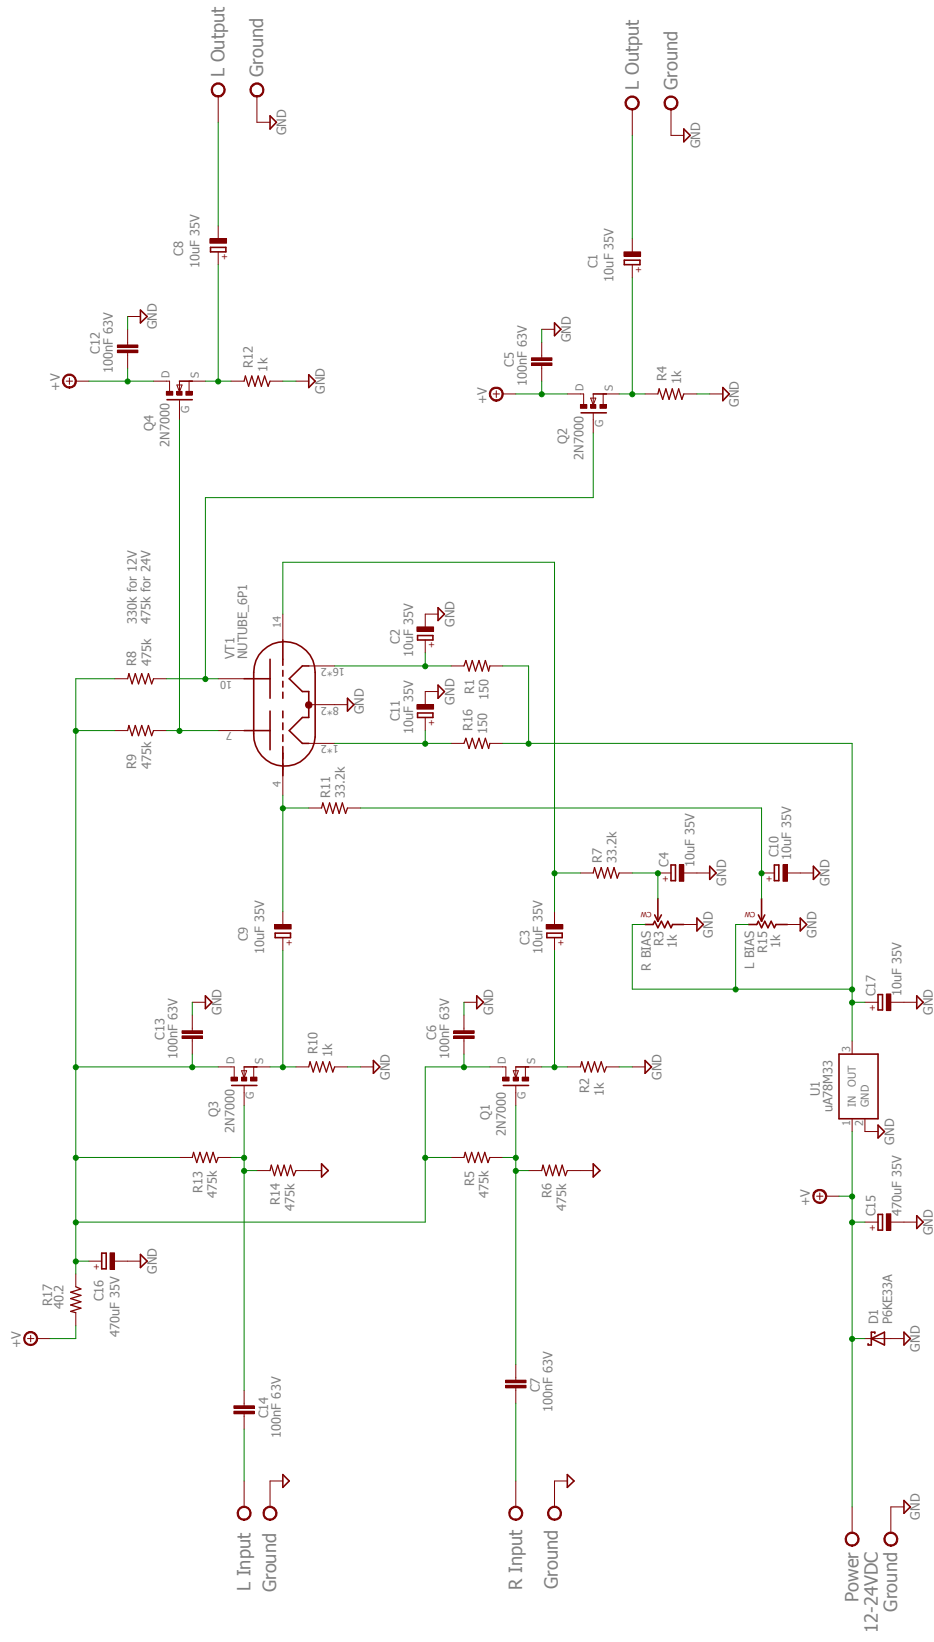 +V
R17
40.2
C16
470uF 35V
GND
L Input
Ground
C14
100nF 63V
R13
475k
R14
475k
Q3
2N7000
G
D
S
C13
100nF 63V
GND
R10
1k
GND
C9
10uF 35V
+
R Input
Ground
C7
100nF 63V
R5
475k
R6
475k
Q1
2N7000
G
D
S
C6
100nF 63V
GND
R2
1k
GND
C3
10uF 35V
+
R11
33.2k
R7
33.2k
R9
475k
R8
475k
330k for 12V
475k for 24V
VT1
NUTUBE_6P1
7
10
4
14
1*2
8*2
16*2
GND
C11
10uF 35V
+
GND
C2
10uF 35V
+
GND
R16
150
R1
150
R BIAS
R3
1k
CW
GND
C4
10uF 35V
+
GND
L BIAS
R15
1k
CW
GND
C10
10uF 35V
+
GND
Q4
2N7000
G
D
S
+V
C12
100nF 63V
GND
R12
1k
GND
C8
10uF 35V
+
L Output
Ground
GND
Q2
2N7000
G
D
S
+V
C5
100nF 63V
GND
R4
1k
GND
C1
10uF 35V
+
L Output
Ground
GND
Power
12-24VDC
Ground
GND
D1
P6KE33A
GND
+V
C15
470uF 35V
+
GND
U1
uA78M33
IN OUT
GND
1
2
3
GND
C17
10uF 35V
+
GND